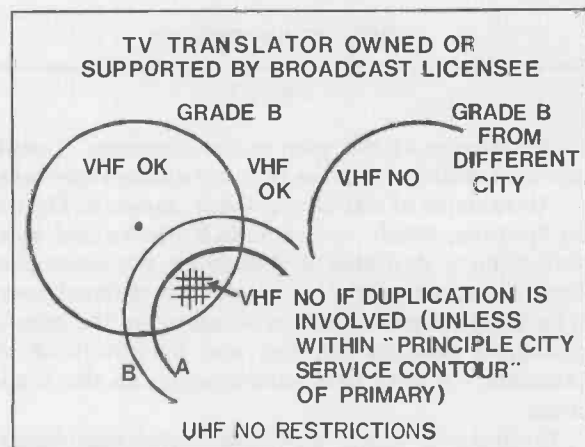 TV TRANSLATOR OWNED OR
SUPPORTED BY BROADCAST LICENSEE
GRADE B
GRADE B
FROM
DIFFERENT
CITY
VHF OK
VHF
OK
VHF NO
VHF NO IF DUPLICATION IS
INVOLVED (UNLESS
WITHIN "PRINCIPLE CITY
SERVICE CONTOUR"
OF PRIMARY)
B
A
UHF NO RESTRICTIONS